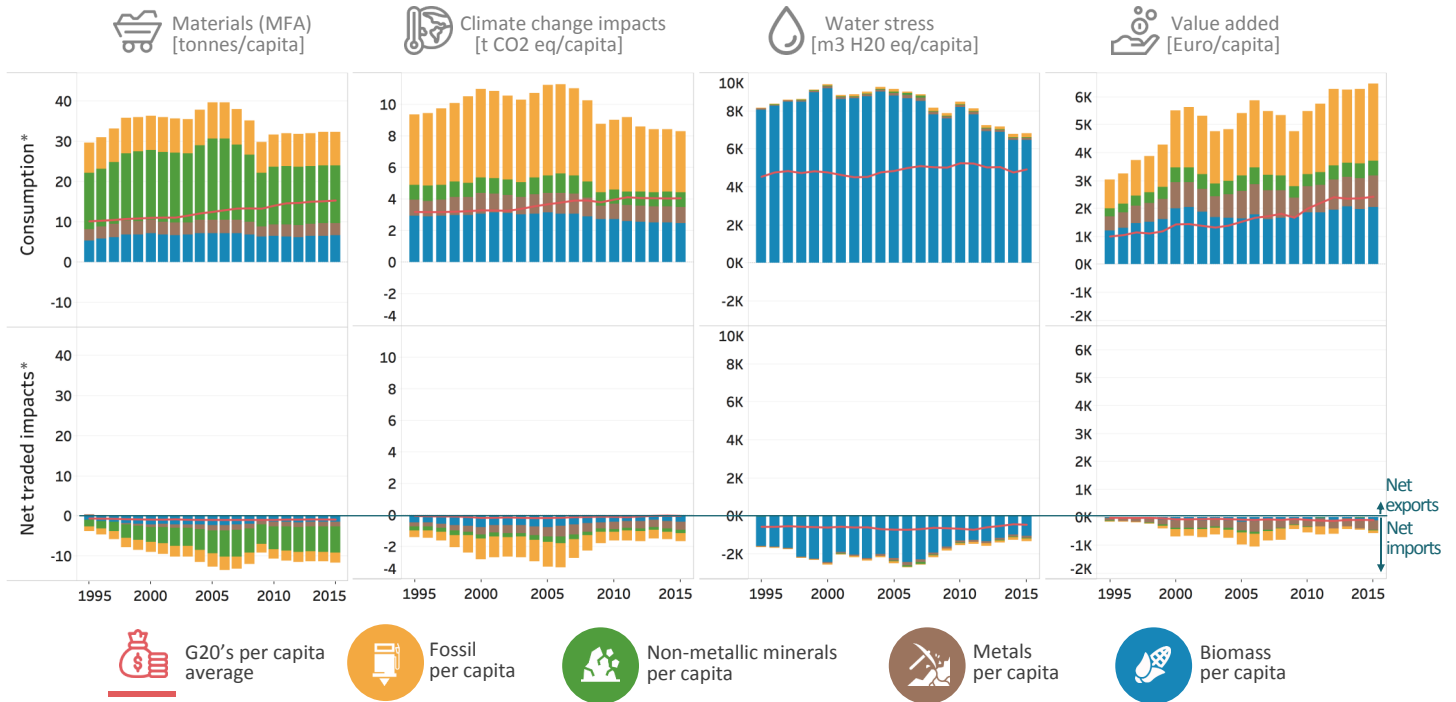 Materials (MFA)
[tonnes/capita]
Climate change impacts
[t CO2 eq/capita]
Water stress
[m3 H20 eq/capita]
Value added
[Euro/capita]
Consumption*
40
30
20
10
0
-10
10
8
6
4
2
0
-2
-4
10K
8K
6K
4K
2K
0K
-2K
6K
5K
4K
3K
2K
1K
0K
-1K
-2K
Net traded impacts*
40
30
20
10
0
-10
10
8
6
4
2
0
-2
-4
10K
8K
6K
4K
2K
0K
-2K
6K
5K
4K
3K
2K
1K
0K
-1K
-2K
Net
exports
Net
imports
1995 2000 2005 2010 2015
1995 2000 2005 2010 2015
1995 2000 2005 2010 2015
1995 2000 2005 2010 2015
$
G20's per capita
average
Fossil
per capita
Non-metallic minerals
per capita
Metals
per capita
Biomass
per capita